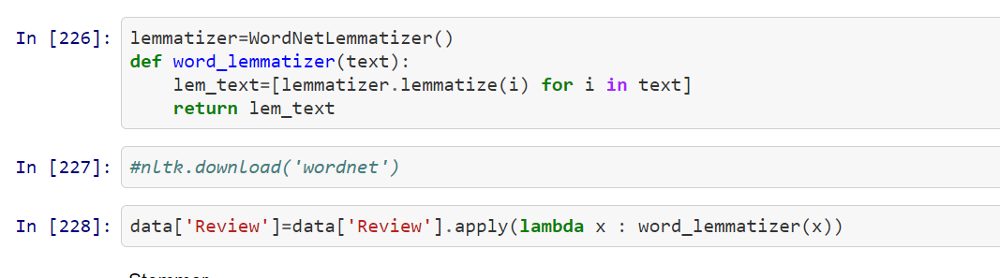 In [226]: lemmatizer=WordNetLemmatizer()
def word_lemmatizer(text):
    lem_text=[lemmatizer.lemmatize(i) for i in text]
    return lem_text
In [227]: #nltk.download('wordnet')
In [228]: data['Review']=data['Review'].apply(lambda x : word_lemmatizer(x))
Stemmer